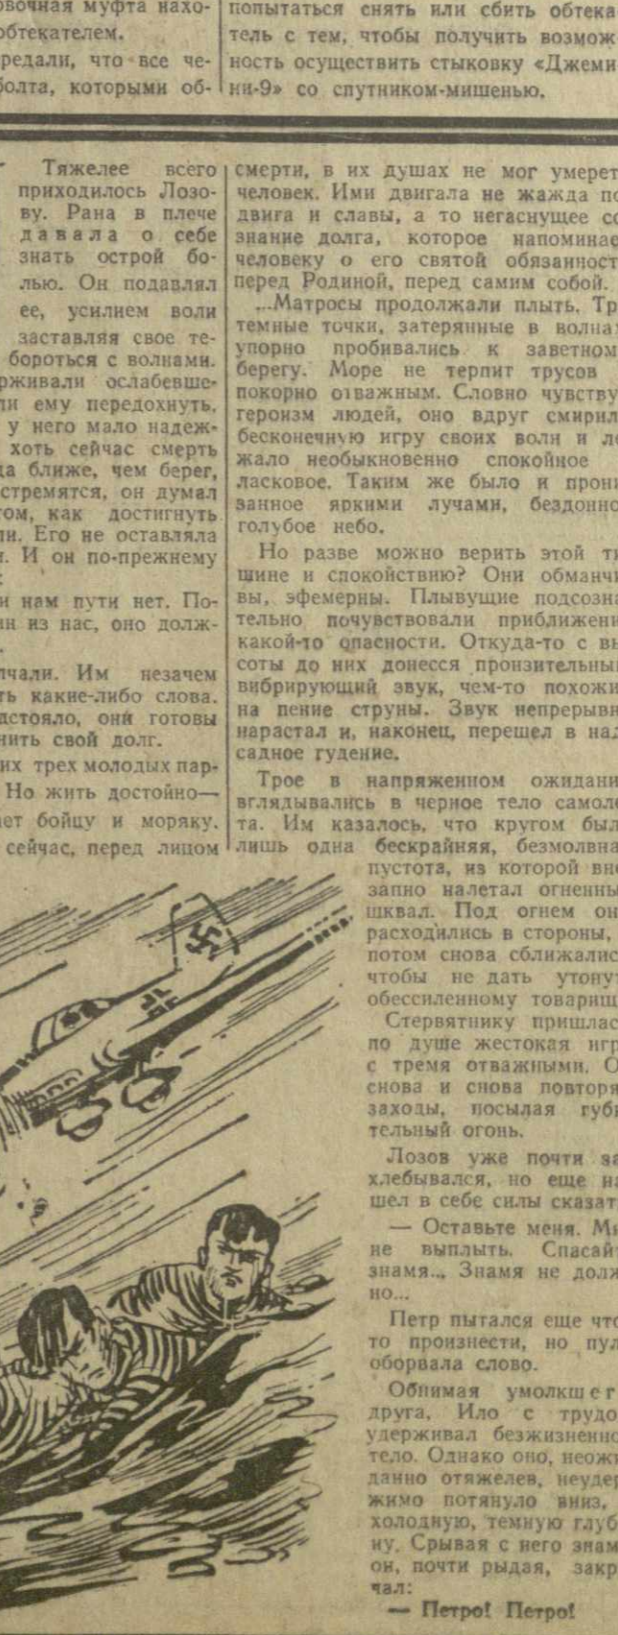 овочная муфта нахо-
обтекателем.
редали, что все че-
болта, которыми об-
попытаться снять или сбить обтека
тель с тем, чтобы получить возмож
ность осуществить стыковку «Джеми
ни-9» со спутником-мишенью.
Тяжелее всего
приходилось Лозо-
ву. Рана в плече
давала о себе
знать острой бо-
лью. Он подавлял
ее, усилием воли
заставляя свое те-
бороться с волнами.
рживали ослабевше-
ли ему передохнуть.
у него мало надеж-
хоть сейчас смерть
да ближе, чем берег,
стремятся, он думал
том, как достигнуть
ли. Его не оставляла
. И он по-прежнему
:
и нам пути нет. По-
ин из нас, оно долж-
.
лчали. Им незачем
ть какие-либо слова.
дстояло, они готовы
нить свой долг.
их трех молодых пар-
Но жить достойно—
ает бойцу и моряку.
сейчас, перед лицом
смерти, в их душах не мог умерет
человек. Ими двигала не жажда по
двига и славы, а то негаснущее со
знание долга, которое напоминае
человеку о его святой обязанност
перед Родиной, перед самим собой.
...Матросы продолжали плыть. Тр
темные точки, затерянные в волнах
упорно пробивались к заветном
берегу. Море не терпит трусов
покорно отважным. Словно чувству
героизм людей, оно вдруг смирил
бесконечную игру своих волн и ле
жало необыкновенно спокойное
ласковое. Таким же было и прони
занное яркими лучами, бездонно
голубое небо.
Но разве можно верить этой ти
шине и спокойствию? Они обманчи
вы, эфемерны. Плывущие подсозна
тельно почувствовали приближени
какой-то опасности. Откуда-то с вы
соты до них донесся пронзительный
вибрирующий звук, чем-то похожи
на пение струны. Звук непрерывн
нарастал и, наконец, перешел в над
садное гудение.
Трое в напряженном ожидани
вглядывались в черное тело самоле
та. Им казалось, что кругом был
лишь одна бескрайняя, безмолвна
пустота, из которой вне
запно налетал огненны
шквал. Под огнем он
расходились в стороны,
потом снова сближалис
чтобы не дать утонут
обессиленному товарищ
Стервятнику пришлас
по душе жестокая игр
с тремя отважными. О
снова и снова повторя
заходы, посылая губи
тельный огонь.
Лозов уже почти за
хлебывался, но еще на
шел в себе силы сказат
— Оставьте меня. Мн
не выплыть. Спасай
знамя... Знамя не долж
но...
Петр пытался еще что
то произнести, но пул
оборвала слово.
Обнимая умолкшег
друга, Ило с трудо
удерживал безжизненно
тело. Однако оно, неожи
данно отяжелев, неудер
жимо потянуло вниз,
холодную, темную глуб
ну. Срывая с него знам
он, почти рыдая, закр
чал:
— Петро! Петро!